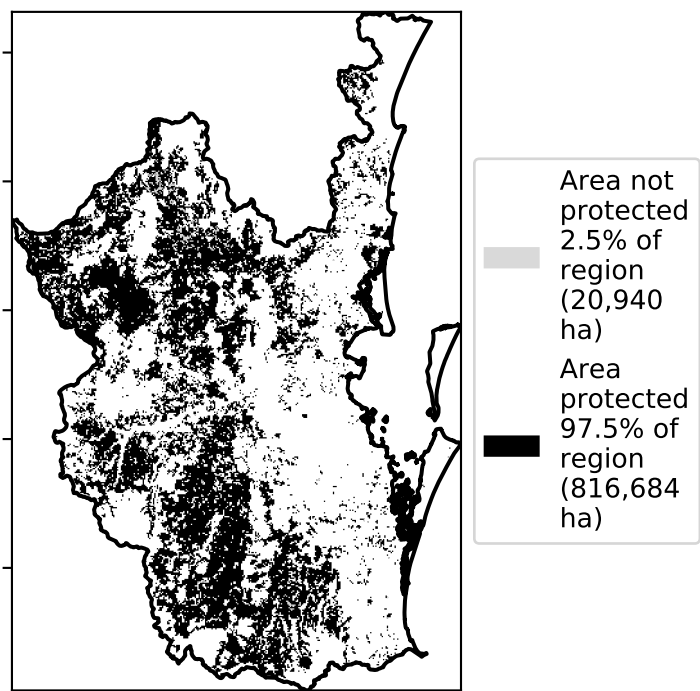 Area not
protected
2.5% of
region
(20,940
ha)
Area
protected
97.5% of
region
(816,684
ha)